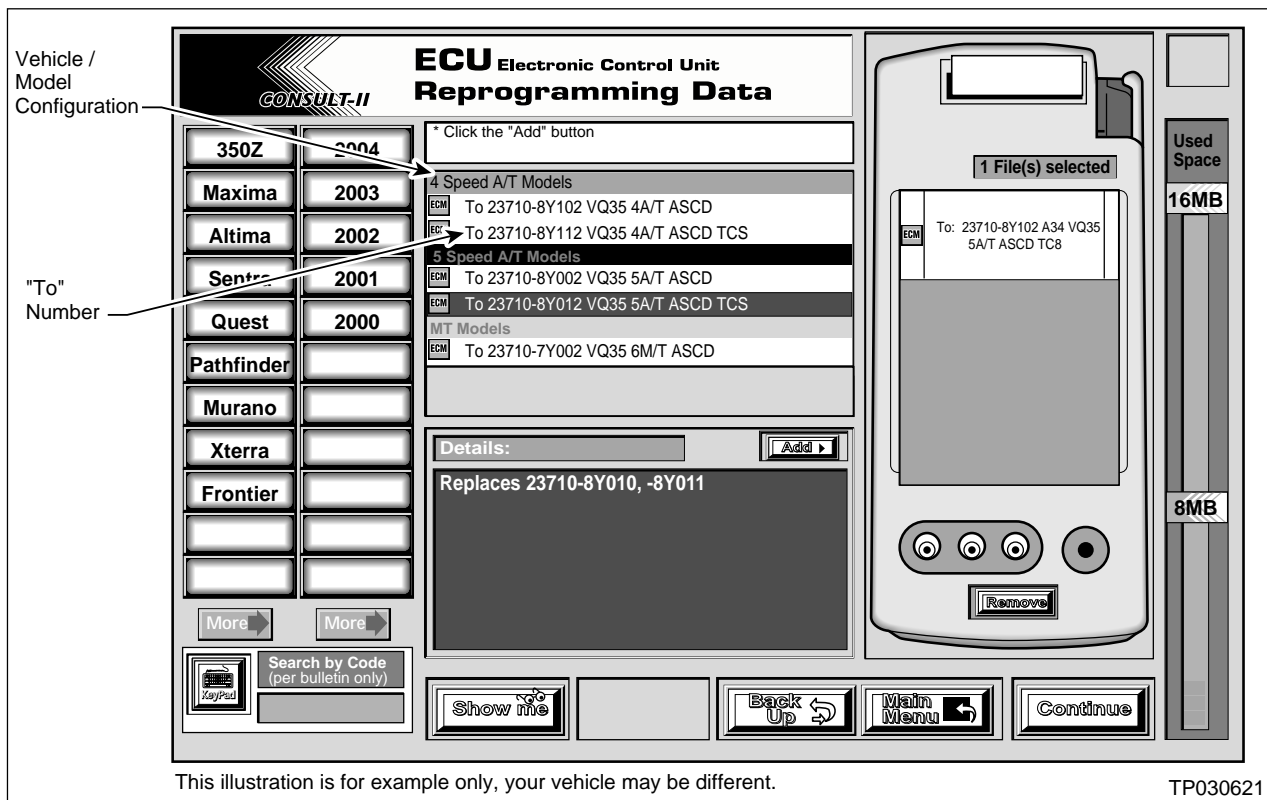 Vehicle /
Model
Configuration
"To"
Number
CONSULT-II
ECU Electronic Control Unit
Reprogramming Data
350Z
Maxima
Altima
Sentra
Quest
Pathfinder
Murano
Xterra
Frontier
2004
2003
2002
2001
2000
More
More
KeyPad
Search by Code
(per bulletin only)
* Click the "Add" button
4 Speed A/T Models
ECM To 23710-8Y102 VQ35 4A/T ASCD
ECM To 23710-8Y112 VQ35 4A/T ASCD TCS
5 Speed A/T Models
ECM To 23710-8Y002 VQ35 5A/T ASCD
ECM To 23710-8Y012 VQ35 5A/T ASCD TCS
MT Models
ECM To 23710-7Y002 VQ35 6M/T ASCD
Details:
Add
Replaces 23710-8Y010, -8Y011
Show me
Back
Up
Main
Menu
Continue
1 File(s) selected
ECM
To: 23710-8Y102 A34 VQ35
5A/T ASCD TC8
Remove
Used
Space
16MB
8MB
This illustration is for example only, your vehicle may be different.
TP030621